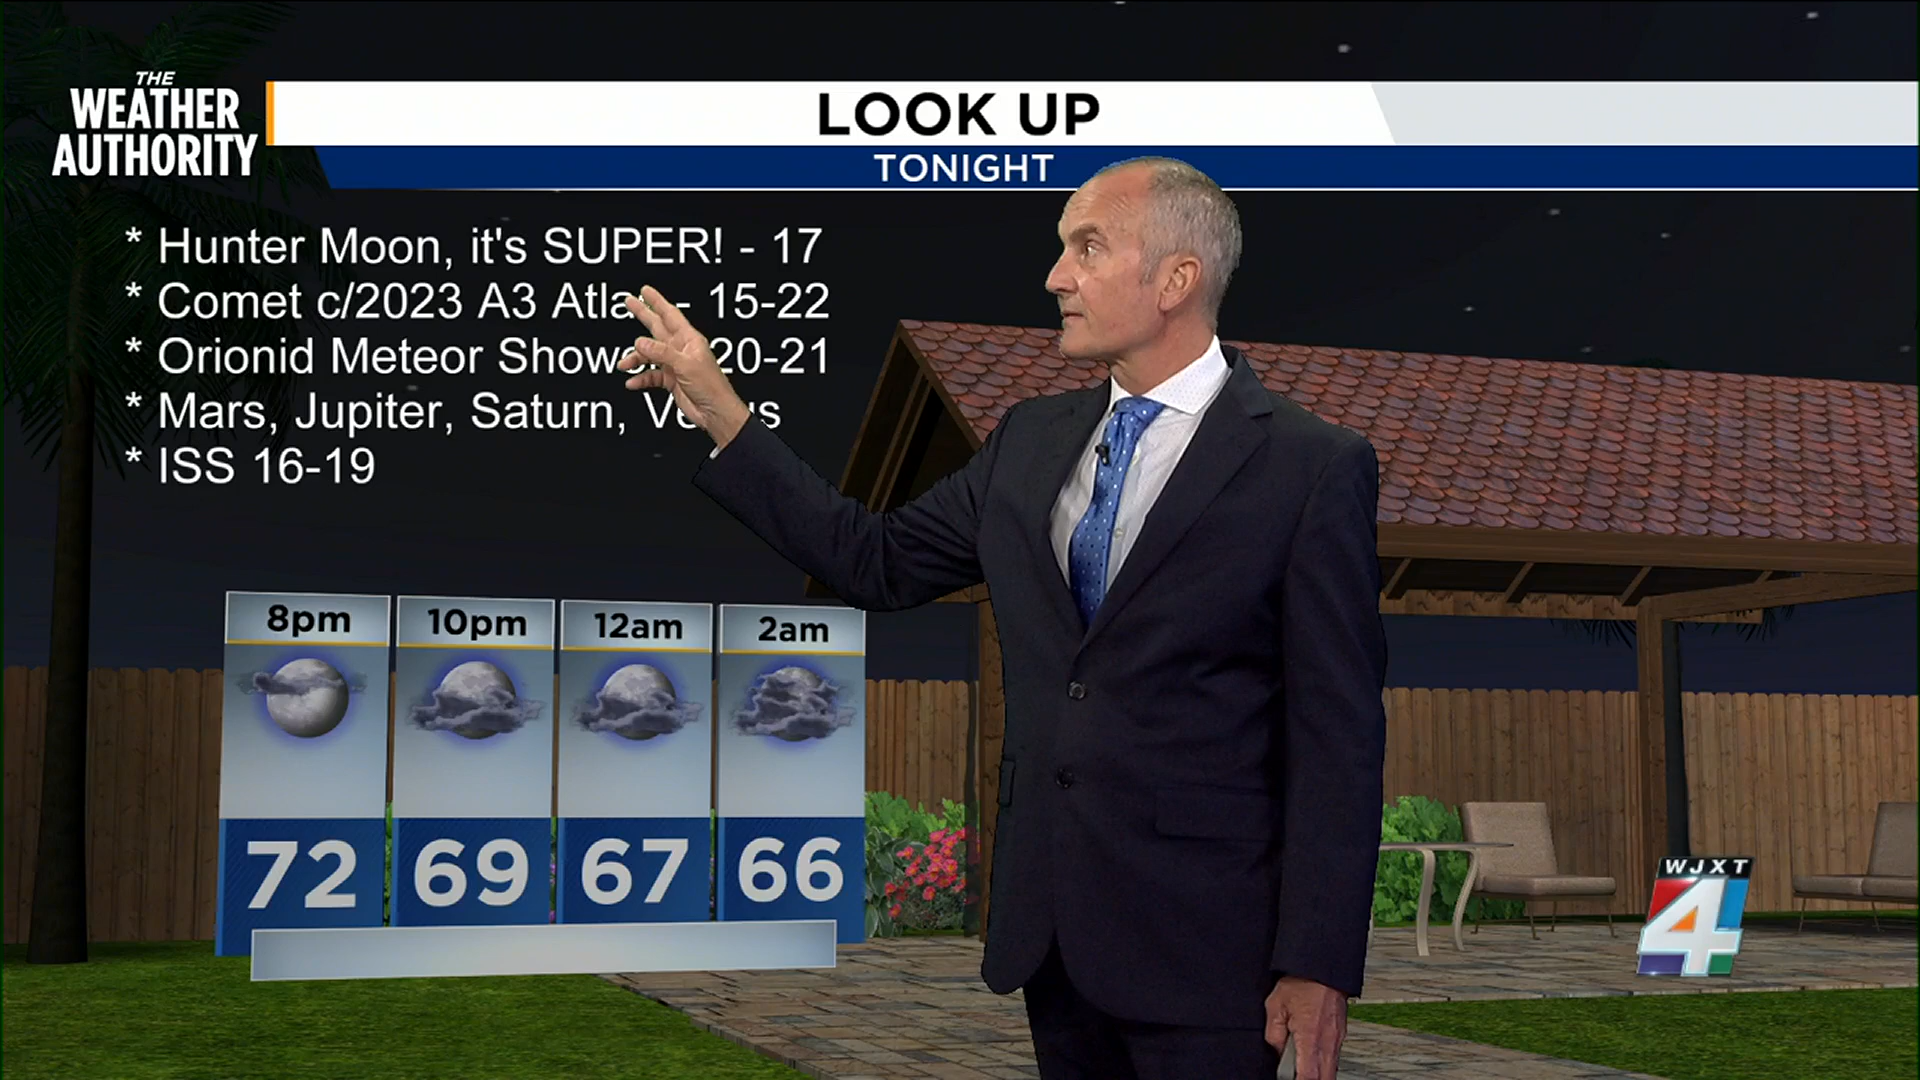 THE
WEATHER
AUTHORITY
LOOK UP
TONIGHT
* Hunter Moon, it's SUPER! - 17
* Comet c/2023 A3 - 15-22
* Orionid Meteor 20-21
* Mars, Jupiter, Saturn,
* ISS 16-19
8pm 10pm 12am 2am
72 69 67 66
WJXT
4